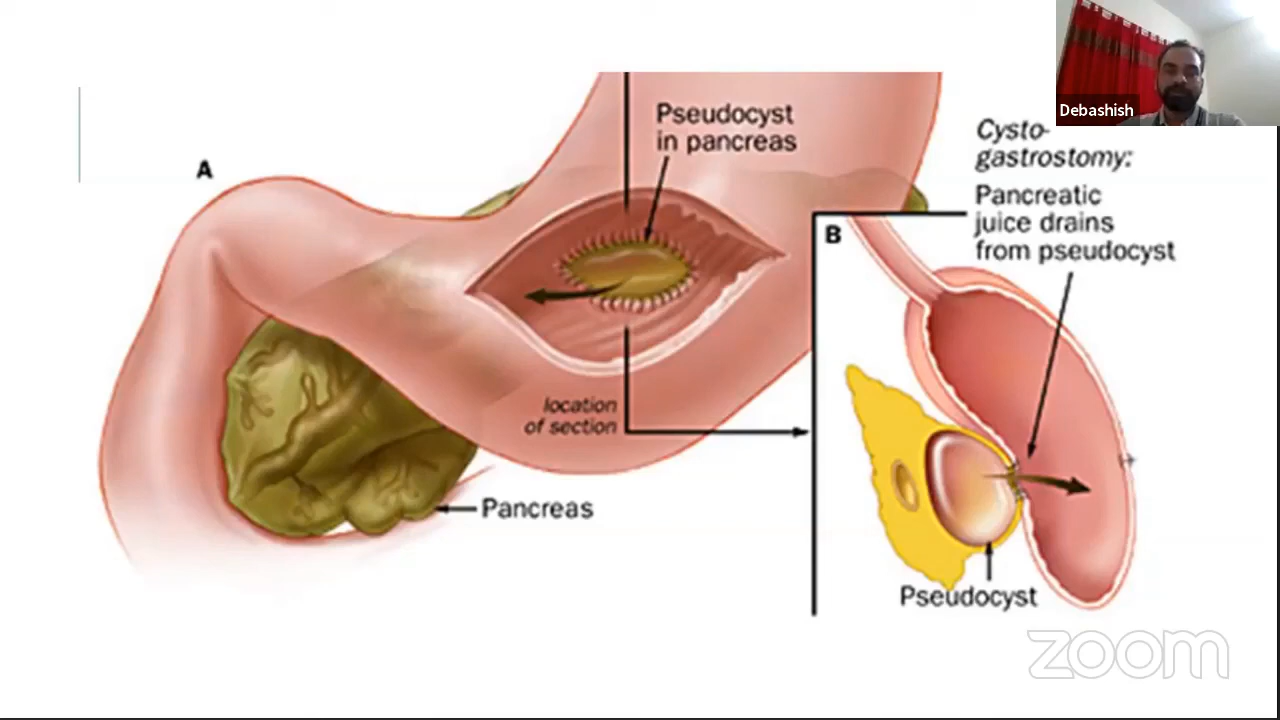 Debashish
A
Pseudocyst
in pancreas
location
of section
Pancreas
B
Cysto-
gastrostomy:
Pancreatic
juice drains
from pseudocyst
Pseudocyst
zoom